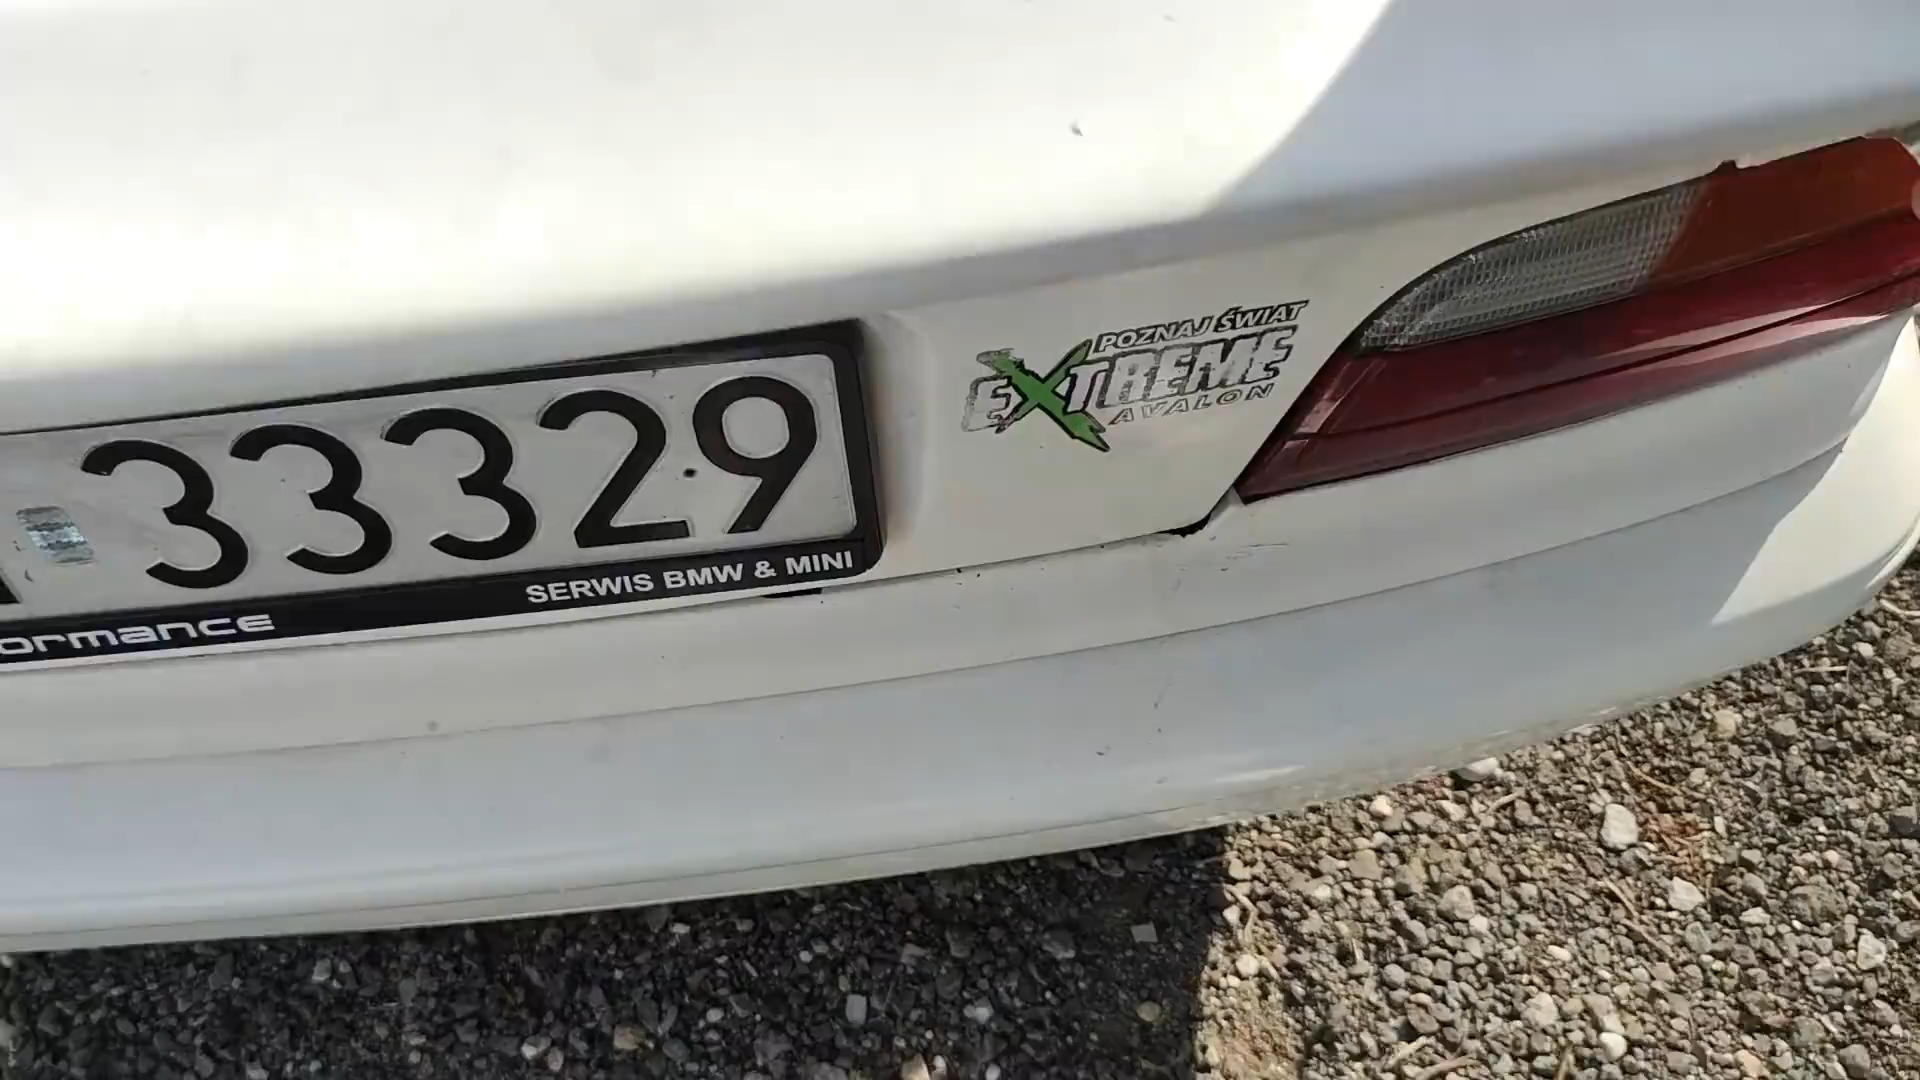 POZNAJ ŚWIAT
EXTREME
AVALON
33329
SERWIS BMW & MINI
ormance